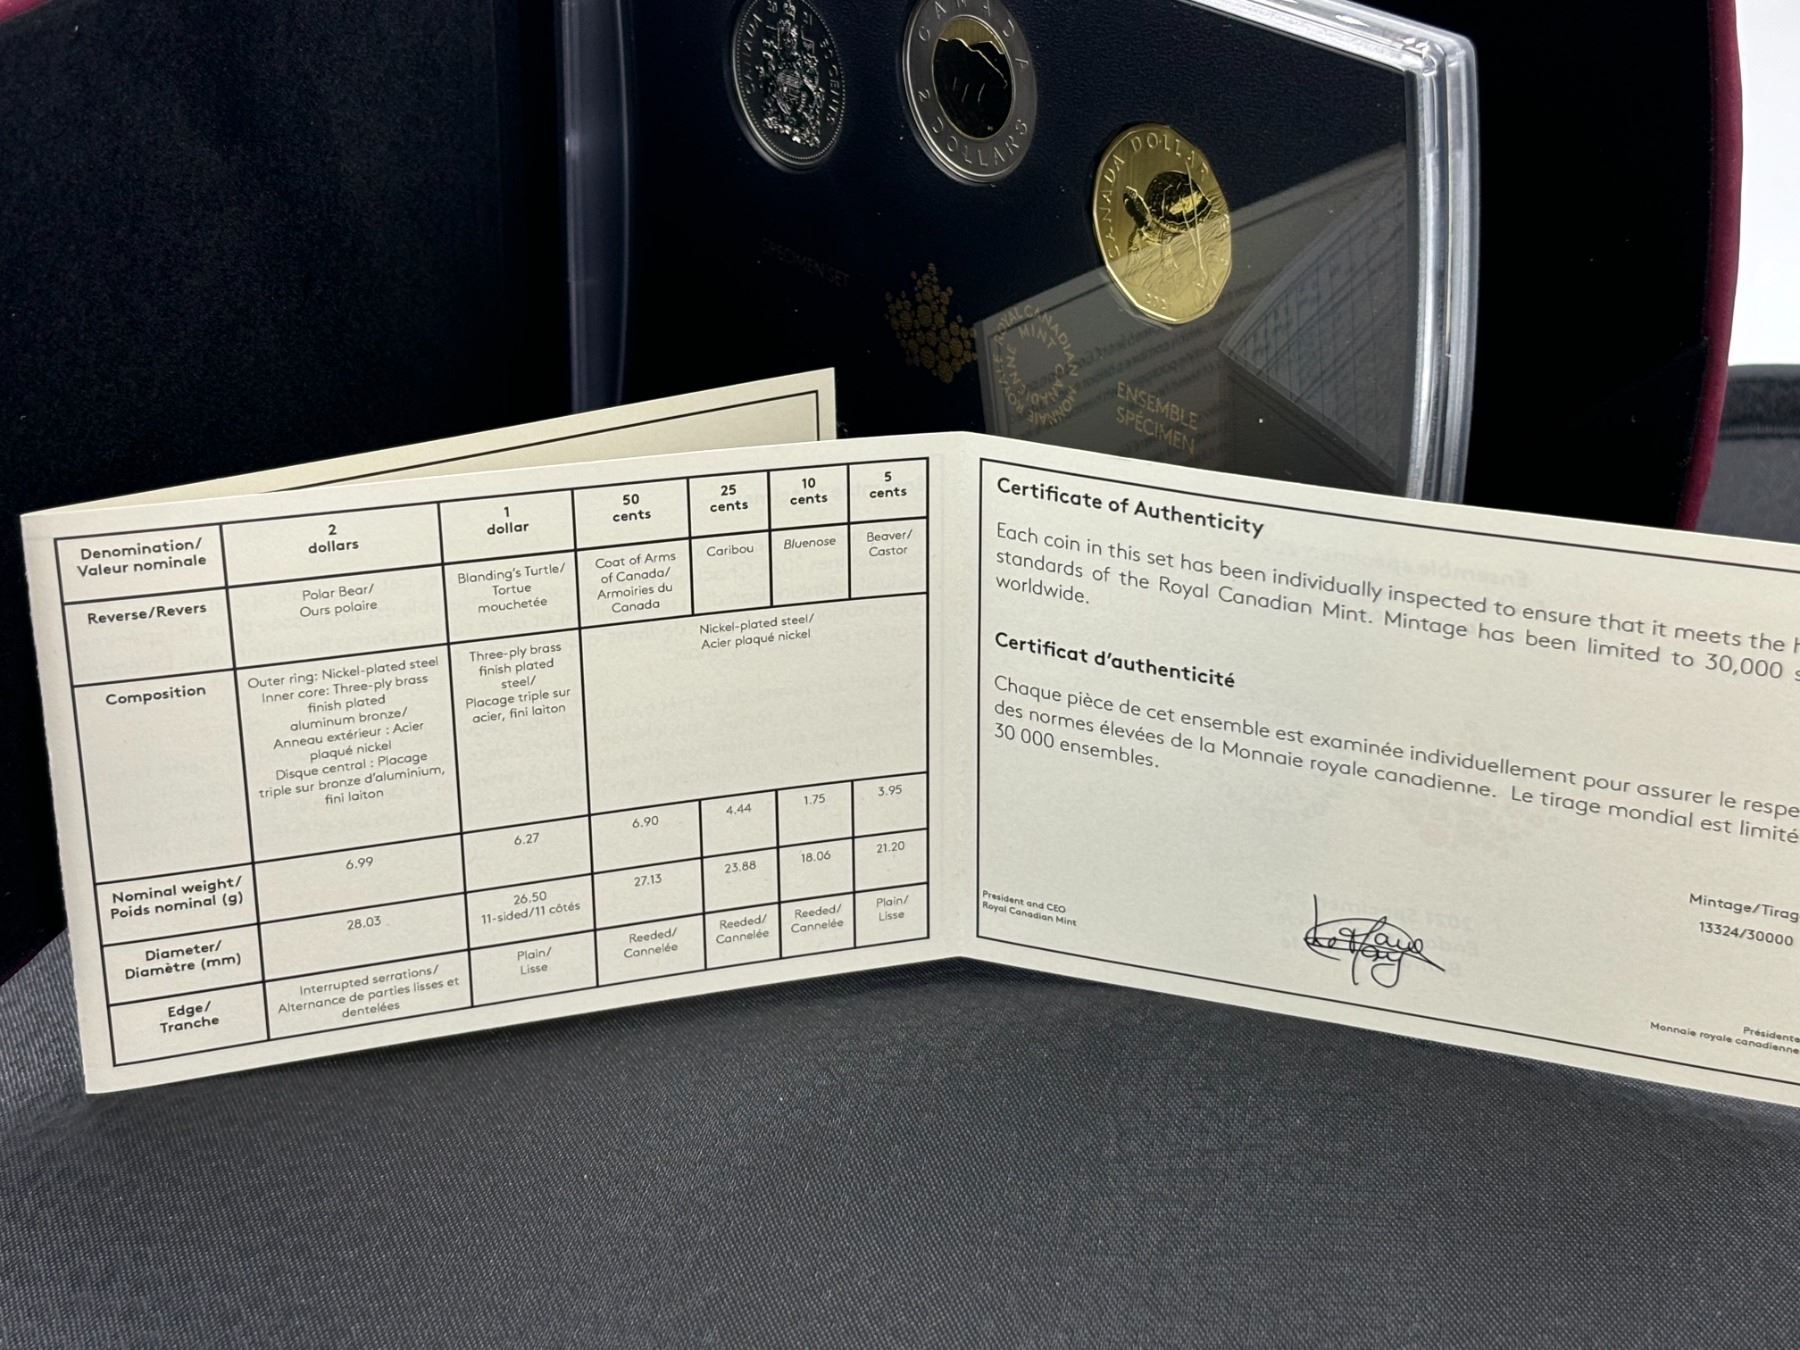 CANADA 2021 50 CENTS
CANADA
2 DOLLARS
CANADA DOLLAR
SPECIMEN SET
ROYAL CANADIAN MINT
MONNAIE ROYALE CANADIENNE
ENSEMBLE
SPÉCIMEN
Denomination/
Valeur nominale
2
dollars
1
dollar
50
cents
25
cents
10
cents
5
cents
Reverse/Revers
Polar Bear/
Ours polaire
Blanding's Turtle/
Tortue
mouchetée
Coat of Arms
of Canada/
Armoiries du
Canada
Caribou
Bluenose
Beaver/
Castor
Composition
Outer ring: Nickel-plated steel
Inner core: Three-ply brass
finish plated
aluminum bronze/
Anneau extérieur : Acier
plaqué nickel
Disque central : Placage
triple sur bronze d'aluminium,
fini laiton
Three-ply brass
finish plated
steel/
Placage triple sur
acier, fini laiton
Nickel-plated steel/
Acier plaqué nickel
Nominal weight/
Poids nominal (g)
6.99
6.27
6.90
4.44
1.75
3.95
Diameter/
Diamètre (mm)
28.03
26.50
11-sided/11 côtés
27.13
23.88
18.06
21.20
Edge/
Tranche
Interrupted serrations/
Alternance de parties lisses et
dentelées
Plain/
Lisse
Reeded/
Cannelée
Reeded/
Cannelée
Reeded/
Cannelée
Plain/
Lisse
Certificate of Authenticity
Each coin in this set has been individually inspected to ensure that it meets the
standards of the Royal Canadian Mint. Mintage has been limited to 30,000
worldwide.
Certificat d'authenticité
Chaque pièce de cet ensemble est examinée individuellement pour assurer le respe
des normes élevées de la Monnaie royale canadienne. Le tirage mondial est limité
30 000 ensembles.
President and CEO
Royal Canadian Mint
Mintage/Tirag
13324/30000
Présidente
Monnaie royale canadienne